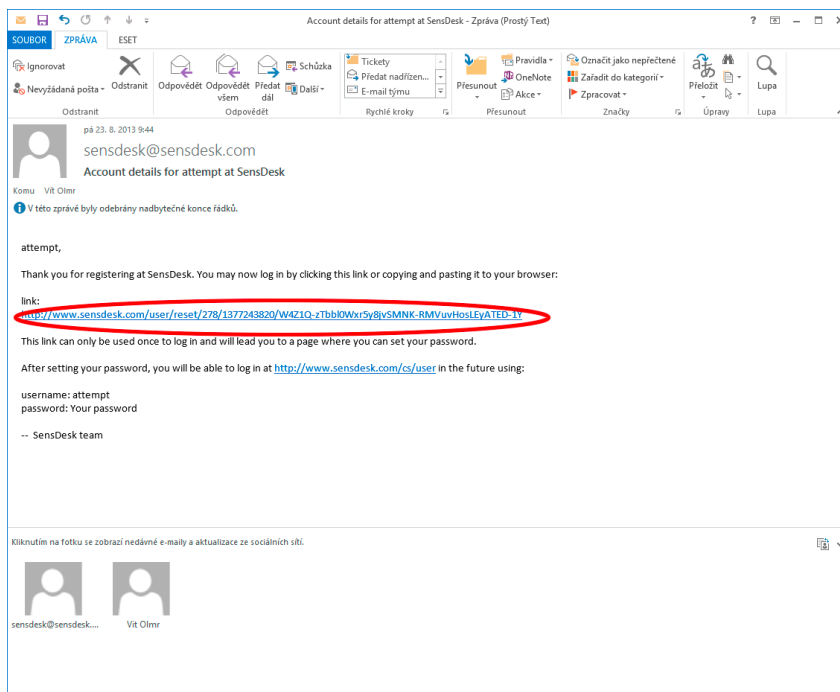 Account details for attempt at SensDesk - Zpráva (Prostý Text)
SOUBOR ZPRÁVA ESET
Ignorovat
Nevyžádaná pošta
Odstranit
Odstranit
Odpovědět Odpovědět všem Předat dál
Schůzka
Další
Odpovědět
Tickety
Předat nadřízen...
E-mail týmu
Rychlé kroky
Přesunout
Pravidla
OneNote
Akce
Přesunout
Označit jako nepřečtené
Zařadit do kategorií
Zpracovat
Značky
Přeložit
Úpravy
Lupa
Lupa
pá 23. 8. 2013 9:44
sensdesk@sensdesk.com
Account details for attempt at SensDesk
Komu Vít Olmr
V této zprávě byly odebrány nadbytečné konce řádků.
attempt,
Thank you for registering at SensDesk. You may now log in by clicking this link or copying and pasting it to your browser:
link:
http://www.sensdesk.com/user/reset/278/1377243820/W4Z1Q-zTbbl0Wxr5y8jvSMNK-RMVuvHosLEyATED-1Y
This link can only be used once to log in and will lead you to a page where you can set your password.
After setting your password, you will be able to log in at http://www.sensdesk.com/cs/user in the future using:
username: attempt
password: Your password
-- SensDesk team
Kliknutím na fotku se zobrazí nedávné e-maily a aktualizace ze sociálních sítí.
sensdesk@sensdesk.... Vít Olmr